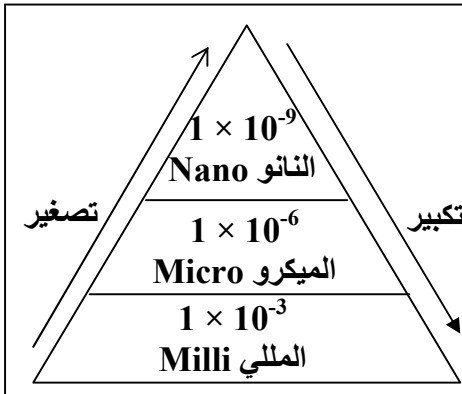 1 × 10⁻⁹
النانو Nano
تصغير
تكبير
1 × 10⁻⁶
الميكرو Micro
1 × 10⁻³
المللي Milli